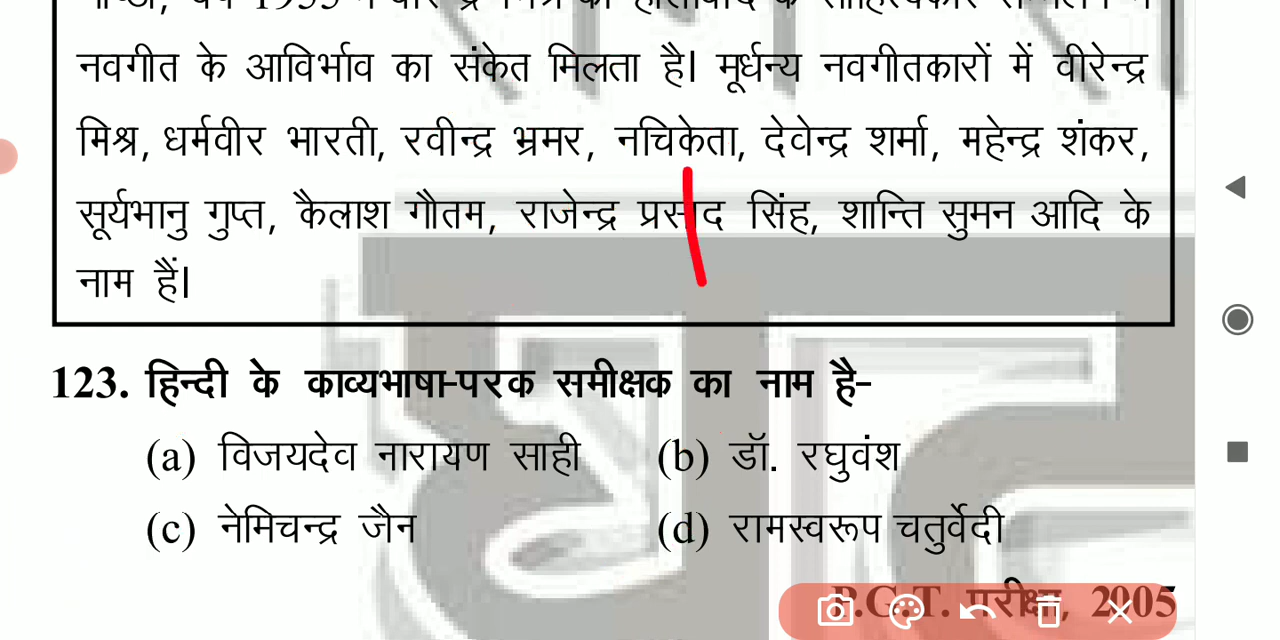 नवगीत के आविर्भाव का संकेत मिलता है। मूर्धन्य नवगीतकारों में वीरेन्द्र
मिश्र, धर्मवीर भारती, रवीन्द्र भ्रमर, नचिकेता, देवेन्द्र शर्मा, महेन्द्र शंकर,
सूर्यभानु गुप्त, कैलाश गौतम, राजेन्द्र प्रसाद सिंह, शान्ति सुमन आदि के
नाम हैं।
123. हिन्दी के काव्यभाषा-परक समीक्षक का नाम है-
(a) विजयदेव नारायण साही (b) डॉ. रघुवंश
(c) नेमिचन्द्र जैन (d) रामस्वरूप चतुर्वेदी
P.G.T. परीक्षा, 2005